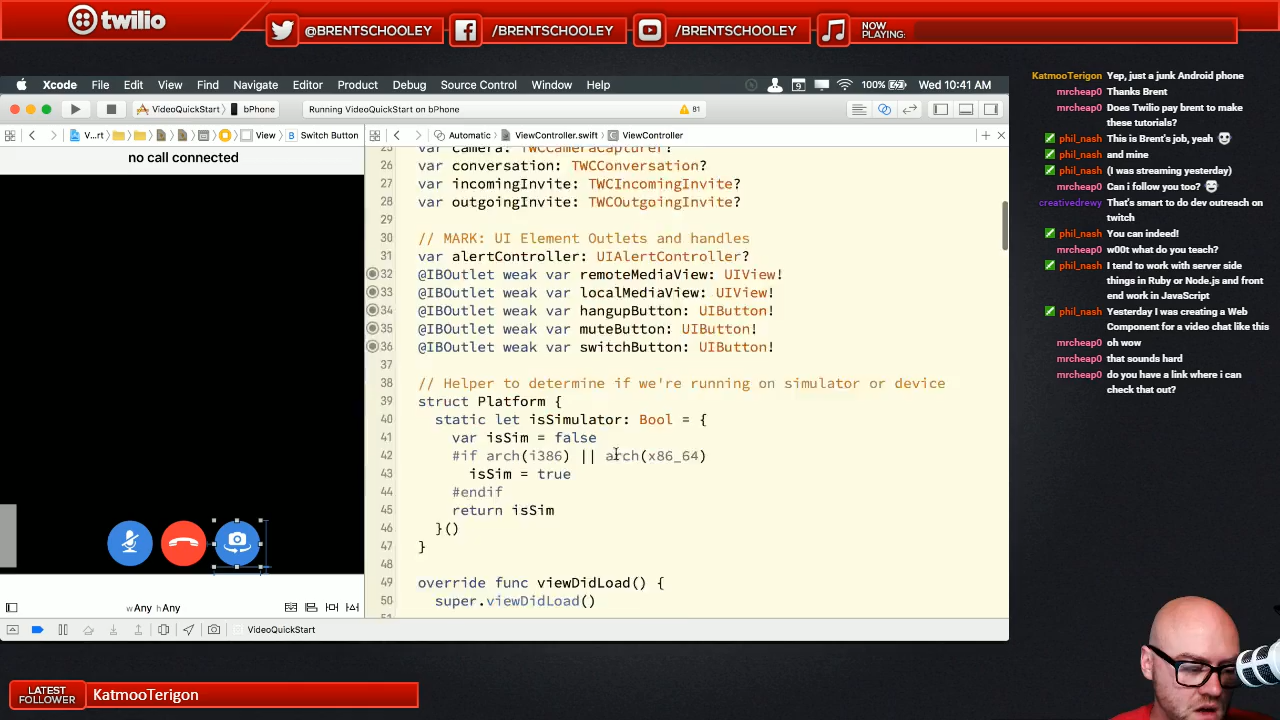 twilio
@BRENTSCHOOLEY
/BRENTSCHOOLEY
/BRENTSCHOOLEY
NOW
PLAYING:
Xcode File Edit View Find Navigate Editor Product Debug Source Control Window Help
100% Wed 10:41 AM
VideoQuickStart bPhone
Running VideoQuickStart on bPhone
81
V...rt View Switch Button
Automatic ViewController.swift ViewController
no call connected
25 var camera: TWCCameraCapturer?
26 var conversation: TWCConversation?
27 var incomingInvite: TWCIncomingInvite?
28 var outgoingInvite: TWCOutgoingInvite?
29
30 // MARK: UI Element Outlets and handles
31 var alertController: UIAlertController?
32 @IBOutlet weak var remoteMediaView: UIView!
33 @IBOutlet weak var localMediaView: UIView!
34 @IBOutlet weak var hangupButton: UIButton!
35 @IBOutlet weak var muteButton: UIButton!
36 @IBOutlet weak var switchButton: UIButton!
37
38 // Helper to determine if we're running on simulator or device
39 struct Platform {
40 static let isSimulator: Bool = {
41 var isSim = false
42 #if arch(i386) || arch(x86_64)
43 isSim = true
44 #endif
45 return isSim
46 }()
47 }
48
49 override func viewDidLoad() {
50 super.viewDidLoad()
wAny hAny
VideoQuickStart
KatmooTerigon Yep, just a junk Android phone
mrcheap0 Thanks Brent
mrcheap0 Does Twilio pay brent to make
these tutorials?
phil_nash This is Brent's job, yeah
phil_nash and mine
phil_nash (I was streaming yesterday)
mrcheap0 Can i follow you too?
creativedrewy That's smart to do dev outreach on
twitch
phil_nash You can indeed!
mrcheap0 w00t what do you teach?
phil_nash I tend to work with server side
things in Ruby or Node.js and front
end work in JavaScript
phil_nash Yesterday I was creating a Web
Component for a video chat like this
mrcheap0 oh wow
mrcheap0 that sounds hard
mrcheap0 do you have a link where i can
check that out?
LATEST
FOLLOWER
KatmooTerigon